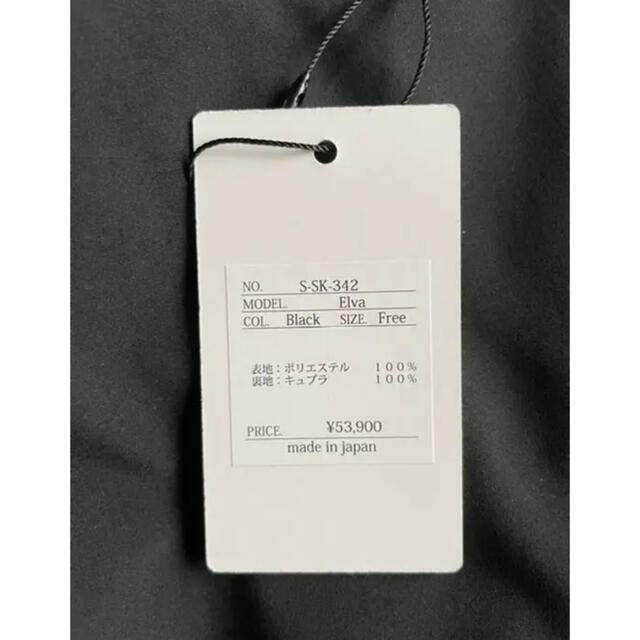 NO. S-SK-342
MODEL. Elva
COL. Black SIZE. Free
表地：ポリエステル １００％
裏地：キュプラ １００％
PRICE. ¥53,900
made in japan